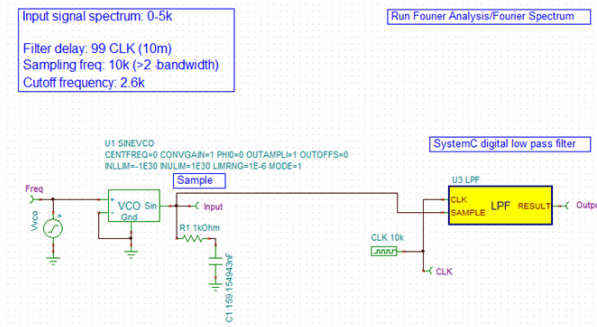 Input signal spectrum: 0-5k
Filter delay: 99 CLK (10m)
Sampling freq: 10k (>2 bandwidth)
Cutoff frequency: 2.6k
Run Fourier Analysis/Fourier Spectrum
U1 SINEVCO
CENTFREQ=0 CONVGAIN=1 PHI0=0 OUTAMPLI=1 OUTOFFS=0
INLLIM=-1E30 INULIM=1E30 LIMRNG=1E-6 MODE=1
SystemC digital low pass filter
Sample
U3 LPF
Freq
Vvco
VCO
Sin
Gnd
Input
R1 1kOhm
C1 159.154943nF
CLK
SAMPLE
LPF
RESULT
Outpu
CLK 10k
CLK